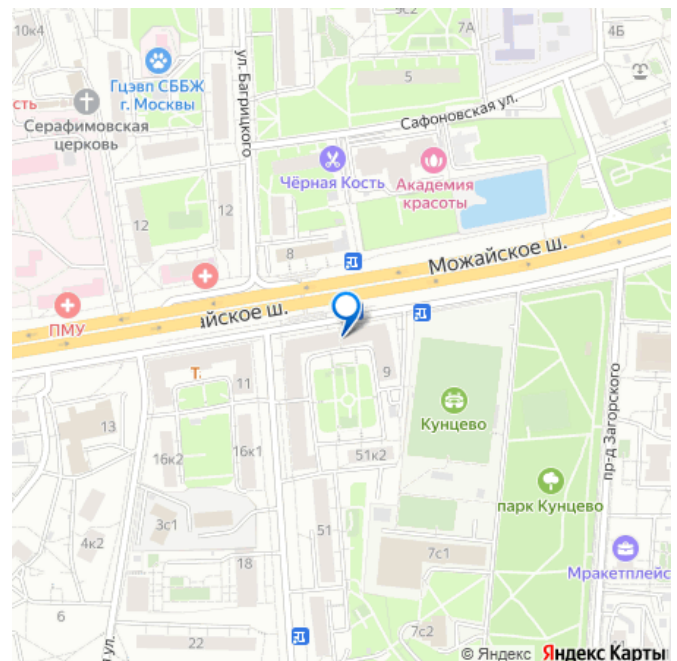 10к4
9с2
7А
4Б
ул. Багрицкого
Гцэвп СББЖ
г. Москвы
5
сть
Серафимовская
церковь
Сафоновская ул.
Чёрная Кость
Академия
красоты
12
12
8
Можайское ш.
ПМУ
айское ш.
Т.
11
9
Кунцево
пр-д Загорского
13
16к2
16к1
51к2
парк Кунцево
3с1
51
4к2
7с1
Мракетплейс
18
6
7с2
11
22
я ул.
© Яндекс Яндекс Карты